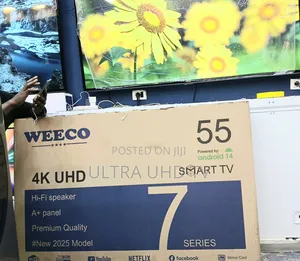 WEECO
55
Powered by
android 14
4K UHD
SMART TV
POSTED ON JIJI
ULTRA UHD TV
Hi-Fi speaker
A+ panel
Premium Quality
#New 2025 Model
7
SERIES
YouTube
NETFLIX
facebook